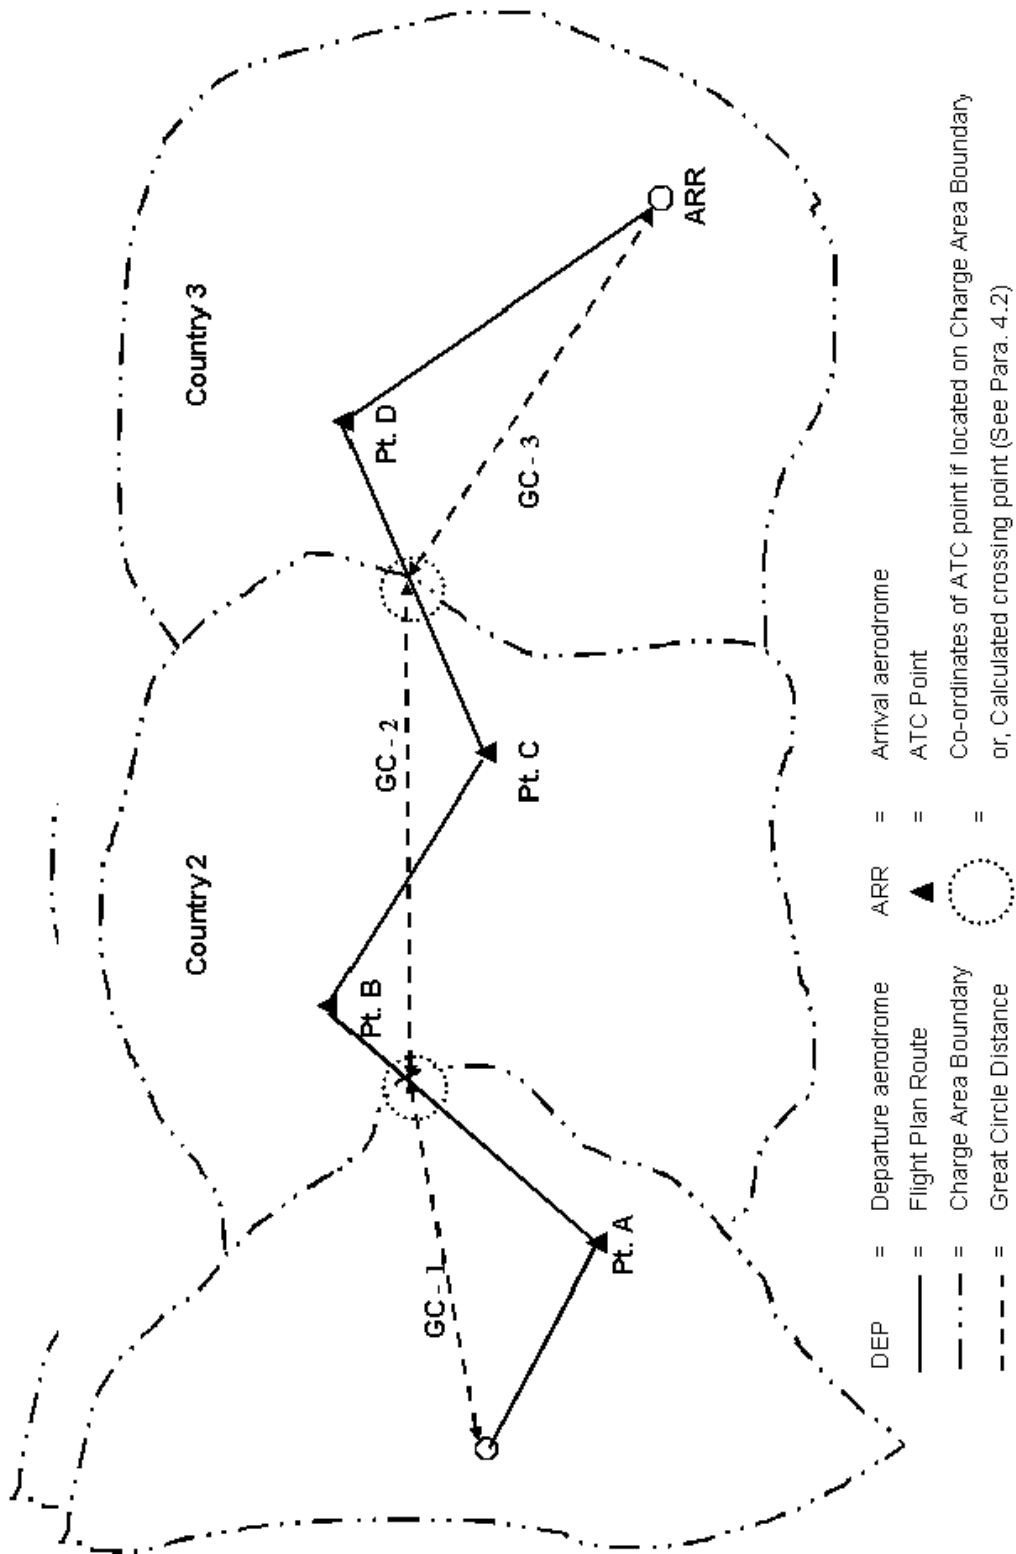 Country 2
Country 3
GC - 1
GC - 2
GC - 3
Pt. A
Pt. B
Pt. C
Pt. D
ARR
DEP = Departure aerodrome
= Flight Plan Route
= Charge Area Boundary
= Great Circle Distance
ARR = Arrival aerodrome
= ATC Point
= Co-ordinates of ATC point if located on Charge Area Boundary
or, Calculated crossing point (See Para. 4.2)